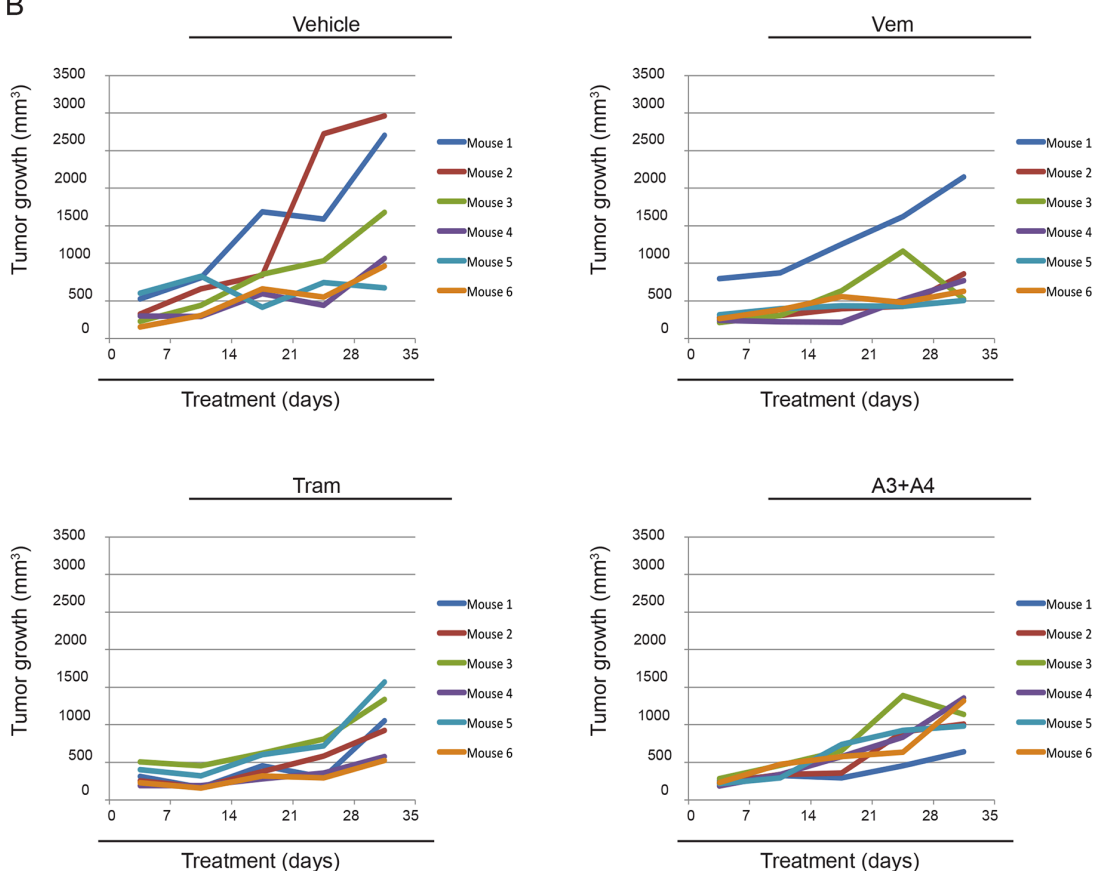 B
Vehicle
Tumor growth (mm³)
3500
3000
2500
2000
1500
1000
500
0
0 7 14 21 28 35
Treatment (days)
Mouse 1
Mouse 2
Mouse 3
Mouse 4
Mouse 5
Mouse 6
Vem
Tumor growth (mm³)
3500
3000
2500
2000
1500
1000
500
0
0 7 14 21 28 35
Treatment (days)
Mouse 1
Mouse 2
Mouse 3
Mouse 4
Mouse 5
Mouse 6
Tram
Tumor growth (mm³)
3500
3000
2500
2000
1500
1000
500
0
0 7 14 21 28 35
Treatment (days)
Mouse 1
Mouse 2
Mouse 3
Mouse 4
Mouse 5
Mouse 6
A3+A4
Tumor growth (mm³)
3500
3000
2500
2000
1500
1000
500
0
0 7 14 21 28 35
Treatment (days)
Mouse 1
Mouse 2
Mouse 3
Mouse 4
Mouse 5
Mouse 6